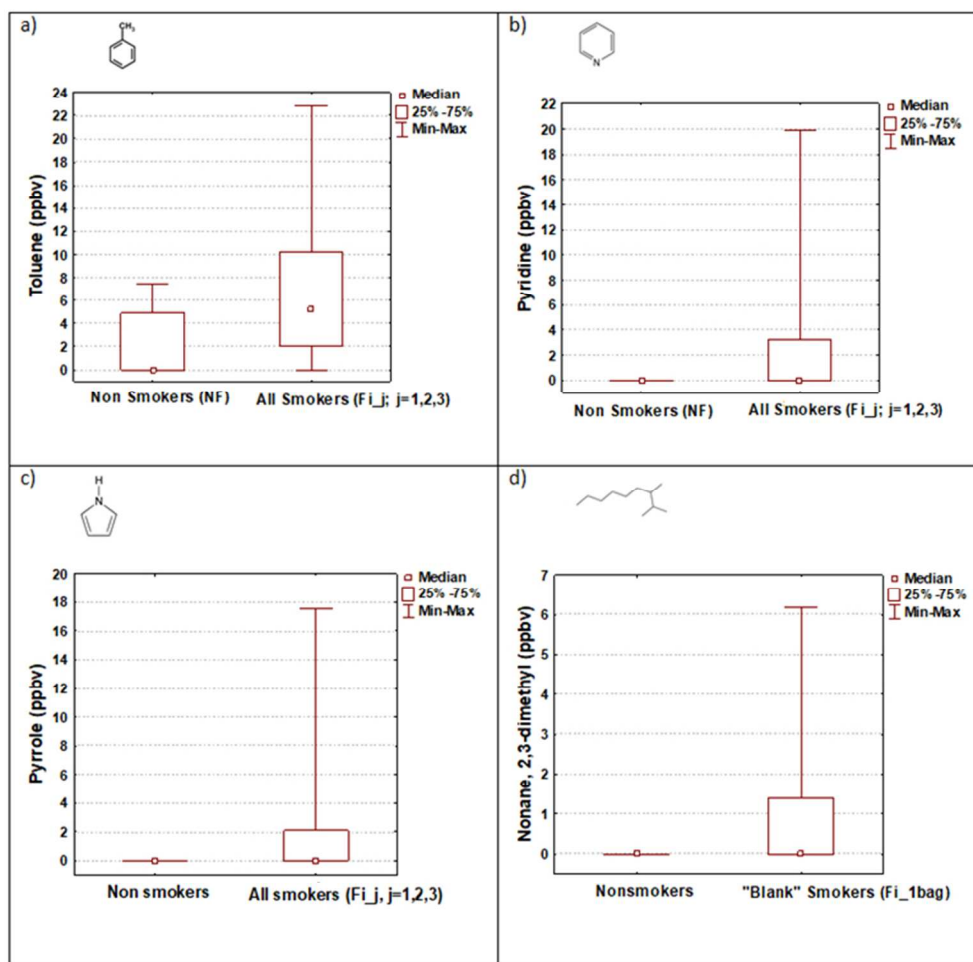 a)
CH₃
Median
25% -75%
Min-Max
Toluene (ppbv)
24
22
20
18
16
14
12
10
8
6
4
2
0
Non Smokers (NF)
All Smokers (Fi_j; j=1,2,3)
b)
N
Median
25% -75%
Min-Max
Pyridine (ppbv)
22
20
18
16
14
12
10
8
6
4
2
0
Non Smokers (NF)
All Smokers (Fi_j; j=1,2,3)
c)
H
N
Median
25% -75%
Min-Max
Pyrrole (ppbv)
20
18
16
14
12
10
8
6
4
2
0
Non smokers
All smokers (Fi_j, j=1,2,3)
d)
Median
25% -75%
Min-Max
Nonane, 2,3-dimethyl (ppbv)
7
6
5
4
3
2
1
0
Nonsmokers
"Blank" Smokers (Fi_1bag)